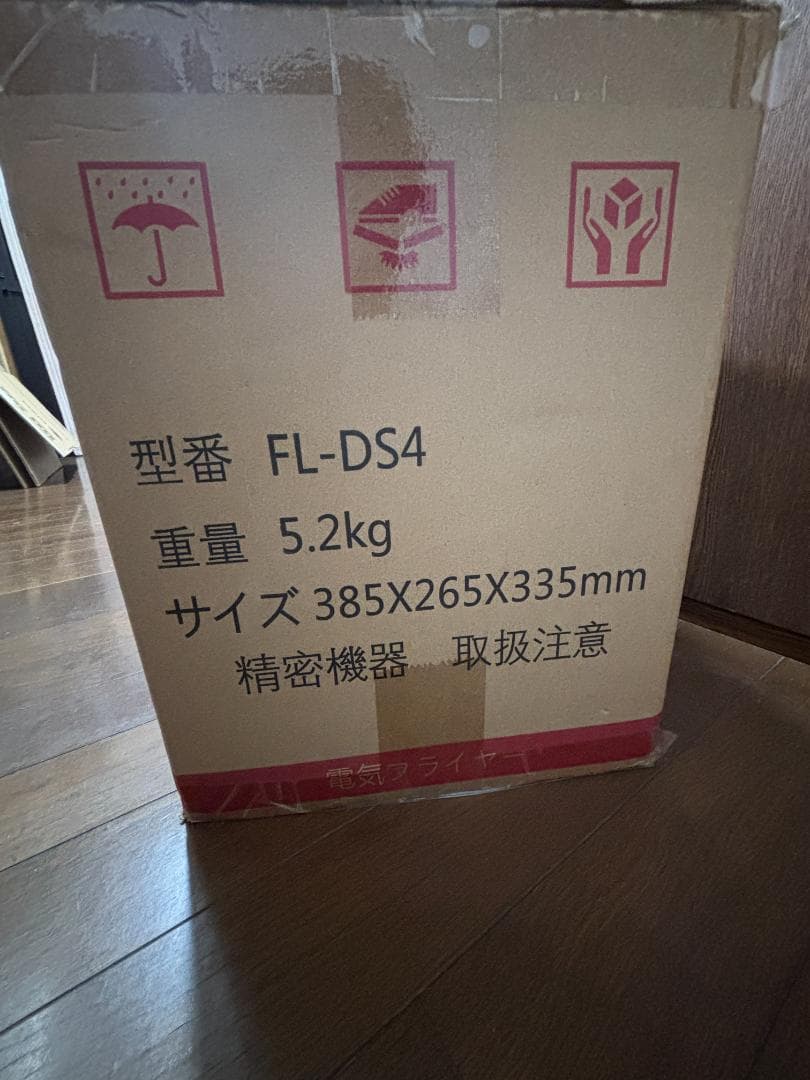 型番 FL-DS4
重量 5.2kg
サイズ 385X265X335mm
精密機器 取扱注意
電気フライヤー